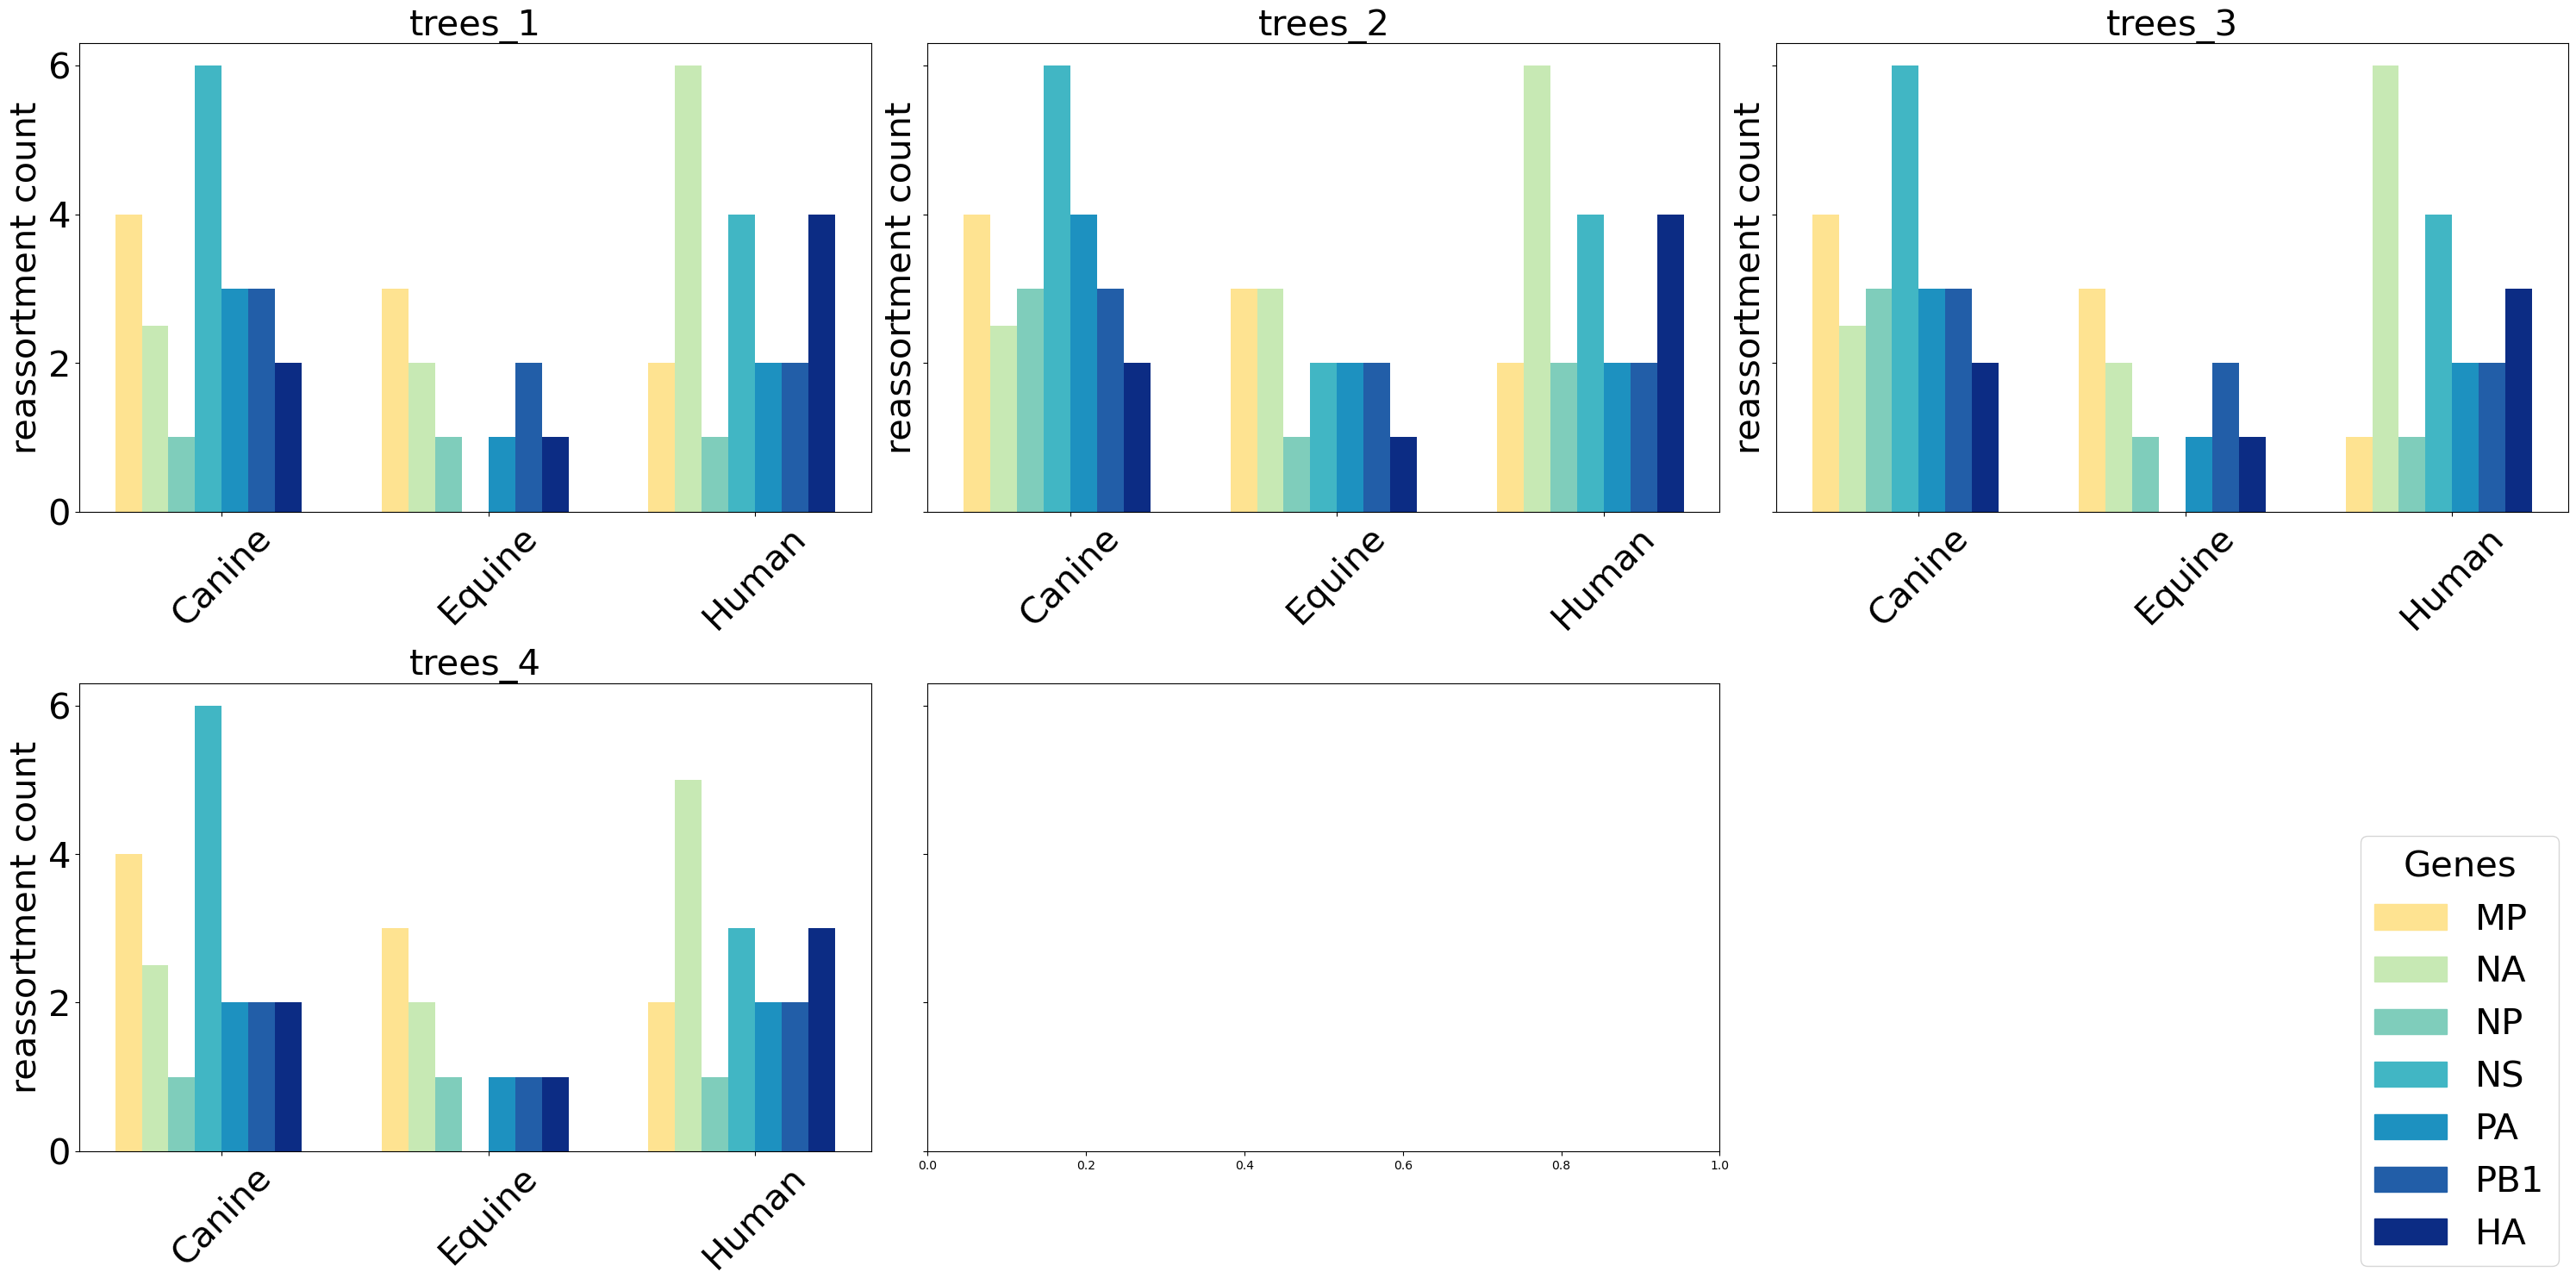 trees_1
trees_2
trees_3
reassortment count
6
4
2
0
Canine
Equine
Human
reassortment count
Canine
Equine
Human
reassortment count
Canine
Equine
Human
trees_4
reassortment count
6
4
2
0
Canine
Equine
Human
0.0
0.2
0.4
0.6
0.8
1.0
Genes
MP
NA
NP
NS
PA
PB1
HA